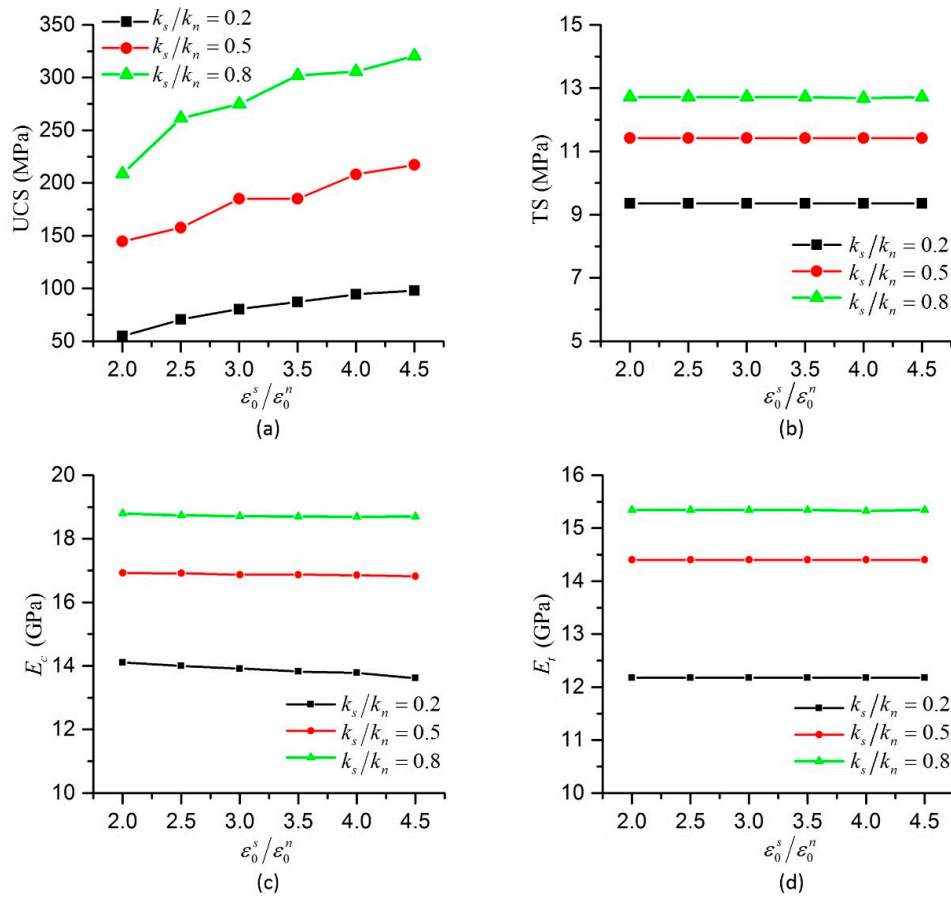 350
300
250
200
150
100
50
UCS (MPa)
k_s/k_n = 0.2
k_s/k_n = 0.5
k_s/k_n = 0.8
2.0 2.5 3.0 3.5 4.0 4.5
ε_0^s/ε_0^n
(a)
15
13
11
9
7
5
TS (MPa)
k_s/k_n = 0.2
k_s/k_n = 0.5
k_s/k_n = 0.8
2.0 2.5 3.0 3.5 4.0 4.5
ε_0^s/ε_0^n
(b)
20
18
16
14
12
10
E_c (GPa)
k_s/k_n = 0.2
k_s/k_n = 0.5
k_s/k_n = 0.8
2.0 2.5 3.0 3.5 4.0 4.5
ε_0^s/ε_0^n
(c)
16
15
14
13
12
11
10
E_t (GPa)
k_s/k_n = 0.2
k_s/k_n = 0.5
k_s/k_n = 0.8
2.0 2.5 3.0 3.5 4.0 4.5
ε_0^s/ε_0^n
(d)